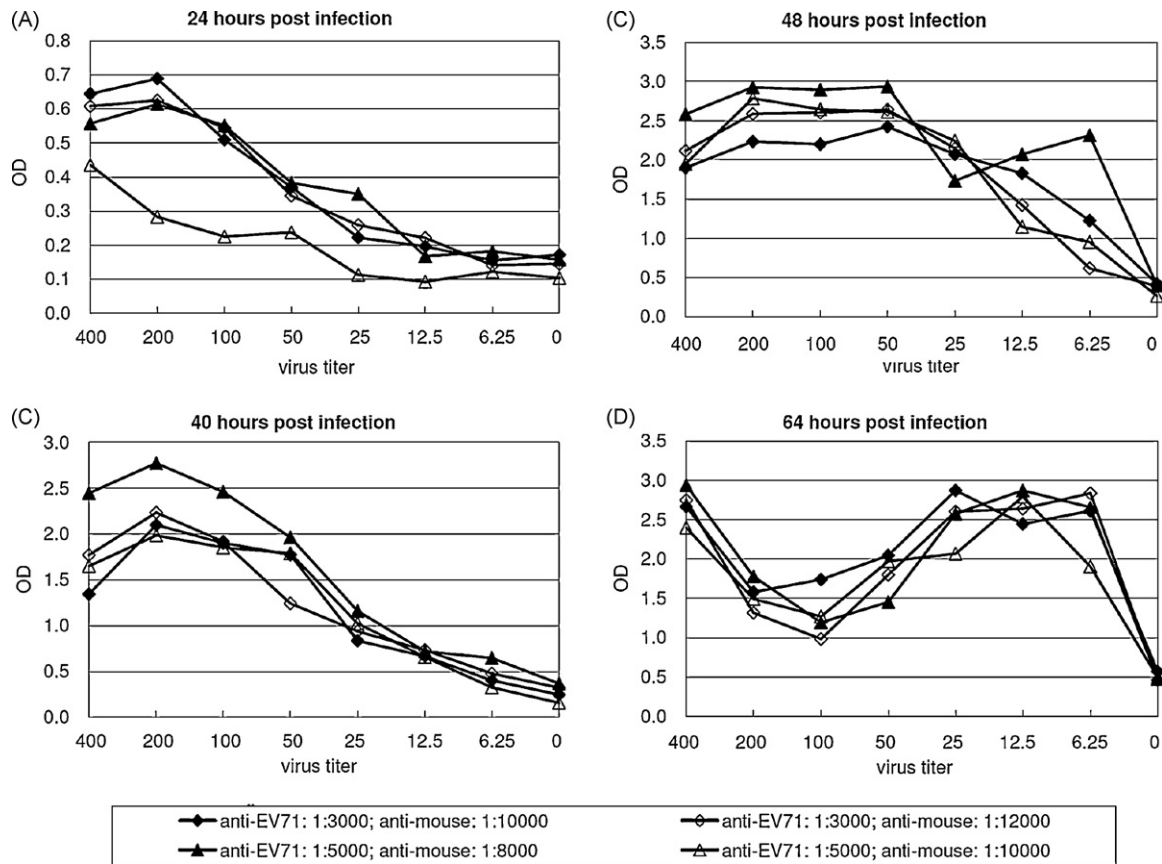 (A) 24 hours post infection
0.8
0.7
0.6
0.5
0.4
0.3
0.2
0.1
0.0
OD
400 200 100 50 25 12.5 6.25 0
virus titer
(C) 48 hours post infection
3.5
3.0
2.5
2.0
1.5
1.0
0.5
0.0
OD
400 200 100 50 25 12.5 6.25 0
virus titer
(C) 40 hours post infection
3.0
2.5
2.0
1.5
1.0
0.5
0.0
OD
400 200 100 50 25 12.5 6.25 0
virus titer
(D) 64 hours post infection
3.5
3.0
2.5
2.0
1.5
1.0
0.5
0.0
OD
400 200 100 50 25 12.5 6.25 0
virus titer
anti-EV71: 1:3000; anti-mouse: 1:10000
anti-EV71: 1:3000; anti-mouse: 1:12000
anti-EV71: 1:5000; anti-mouse: 1:8000
anti-EV71: 1:5000; anti-mouse: 1:10000